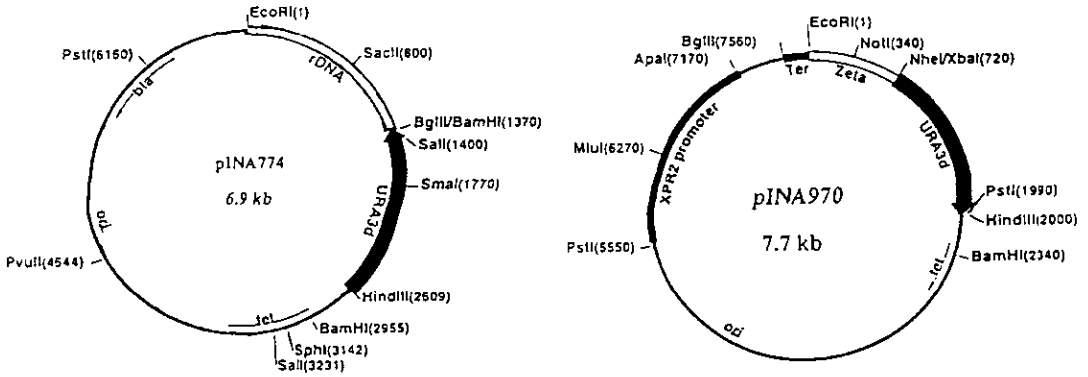 EcoRI(1)
SacII(800)
PstI(6150)
rDNA
bla
BglII/BamHI(1370)
SalI(1400)
pINA774
6.9 kb
SmaI(1770)
URA3d
ori
PvuII(4544)
HindIII(2609)
tet
BamHI(2955)
SphI(3142)
SalI(3231)
EcoRI(1)
BglII(7560)
NotI(340)
ApaI(7170)
NheI/XbaI(720)
Ter
Zeta
XPR2 promoter
URA3d
MluI(6270)
pINA970
7.7 kb
PstI(1990)
HindIII(2000)
PstI(5550)
BamHI(2340)
tet
ori